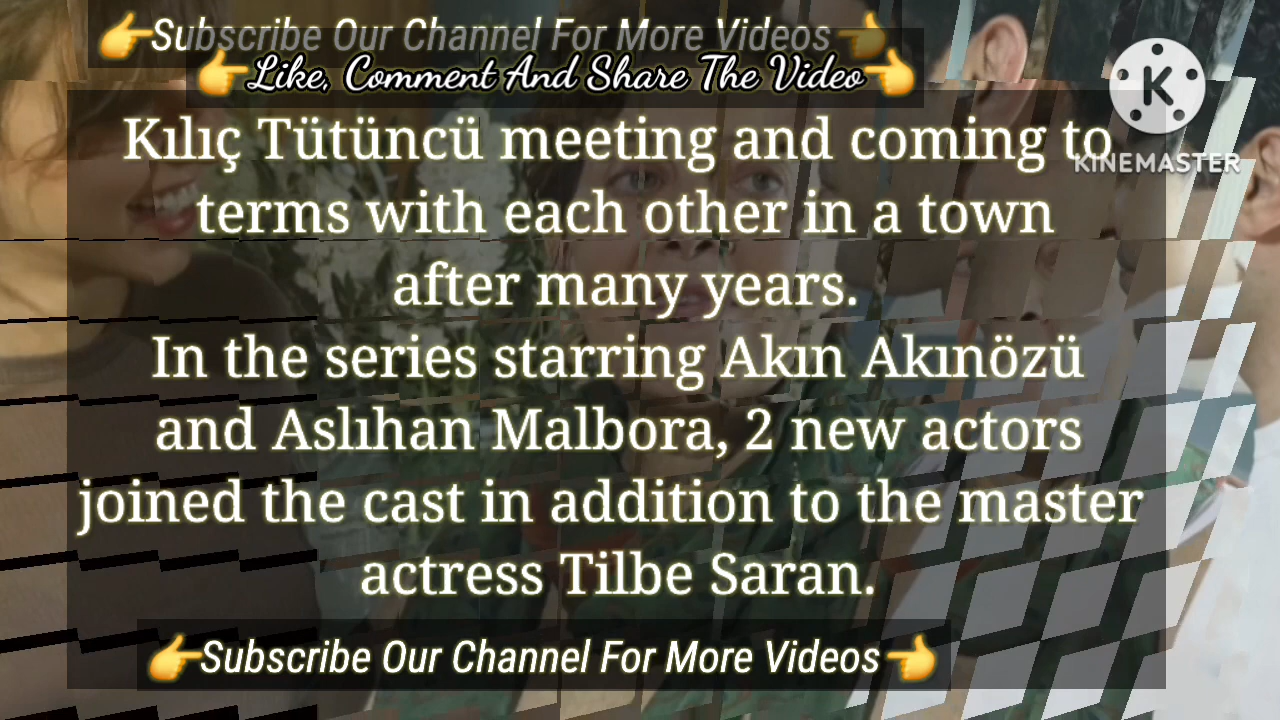 👉Subscribe Our Channel For More Videos👈
👉Like, Comment And Share The Video👈
K
KINEMASTER
Kılıç Tütüncü meeting and coming to
terms with each other in a town
after many years.
In the series starring Akın Akınözü
and Aslıhan Malbora, 2 new actors
joined the cast in addition to the master
actress Tilbe Saran.
👉Subscribe Our Channel For More Videos👈